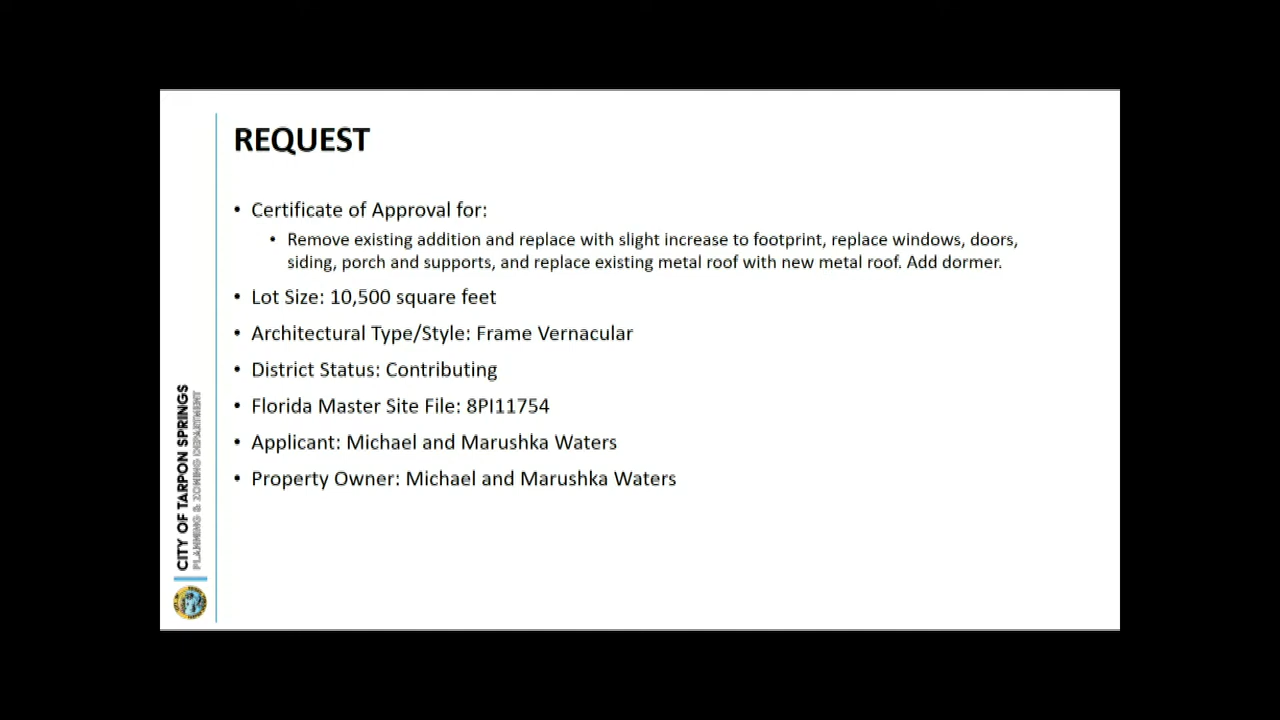 REQUEST
• Certificate of Approval for:
• Remove existing addition and replace with slight increase to footprint, replace windows, doors,
siding, porch and supports, and replace existing metal roof with new metal roof. Add dormer.
• Lot Size: 10,500 square feet
• Architectural Type/Style: Frame Vernacular
• District Status: Contributing
• Florida Master Site File: 8PI11754
• Applicant: Michael and Marushka Waters
• Property Owner: Michael and Marushka Waters
CITY OF TARPON SPRINGS
PLANNING & ZONING DEPARTMENT